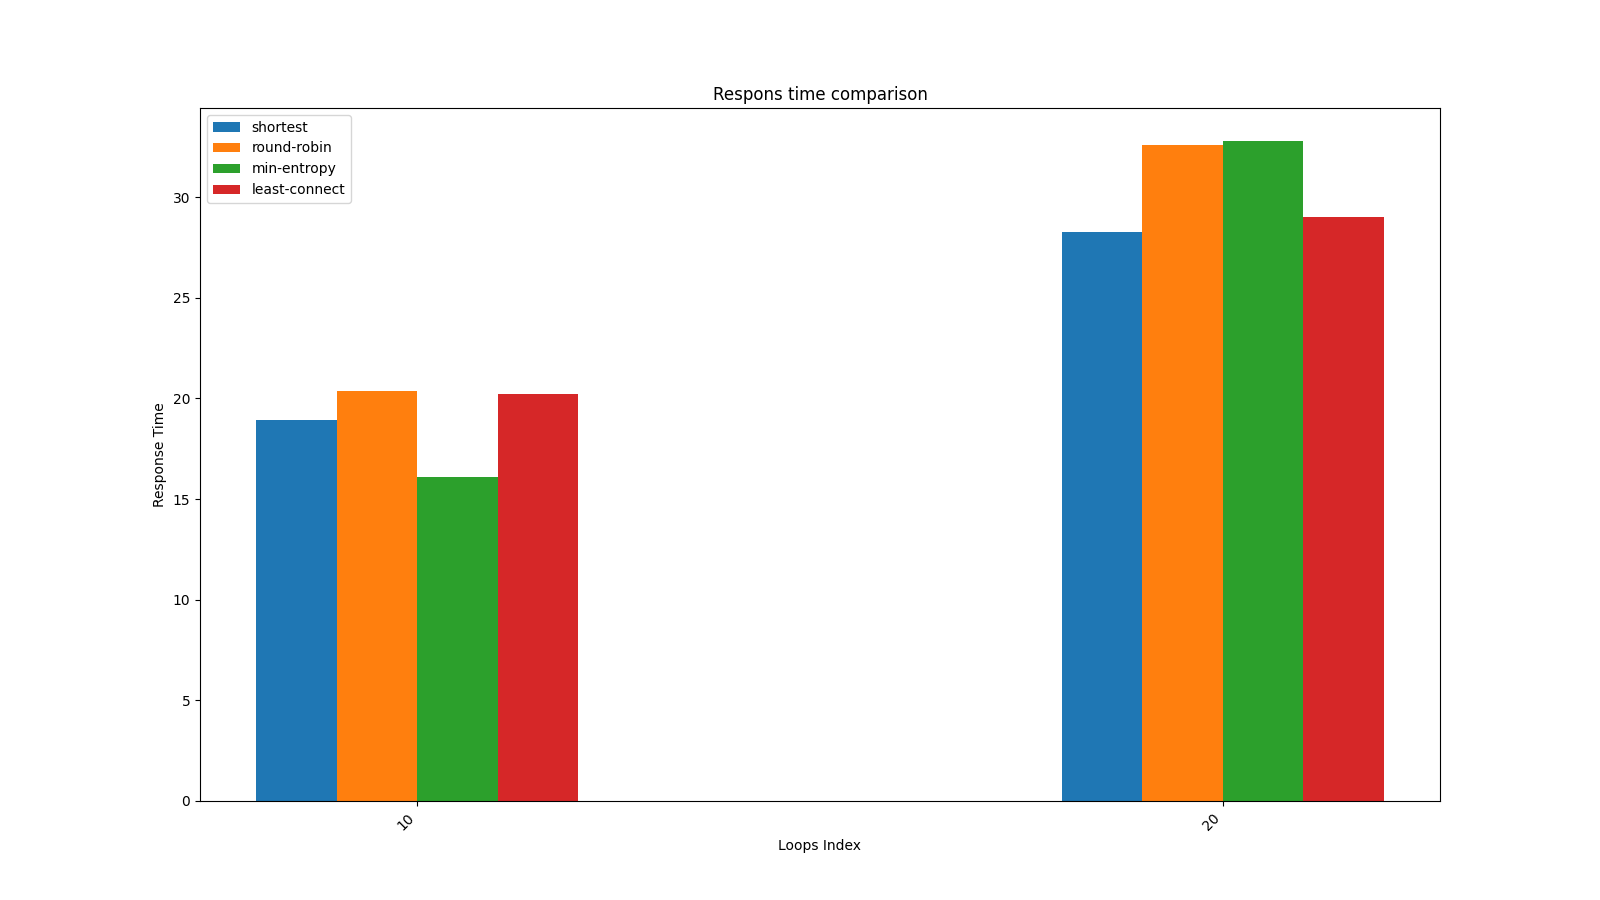 Respons time comparison
shortest
round-robin
min-entropy
least-connect
Response Time
30
25
20
15
10
5
0
10
20
Loops Index